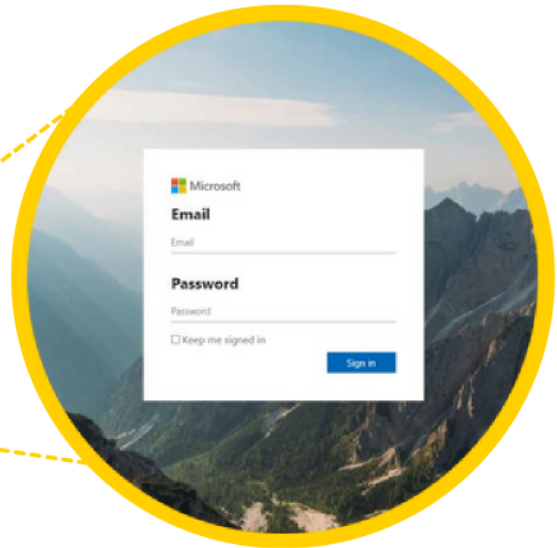 Microsoft
Email
Email
Password
Password
Keep me signed in
Sign in